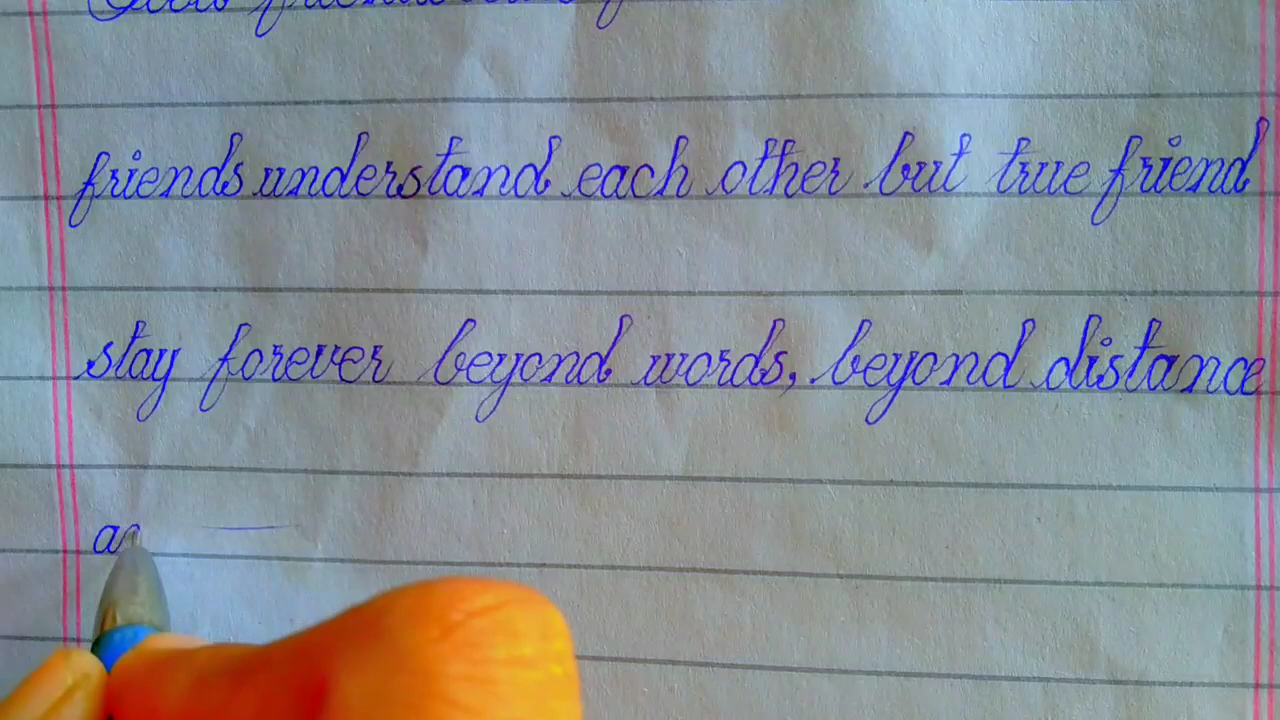 friends understand each other but true friend
stay forever beyond words, beyond distance